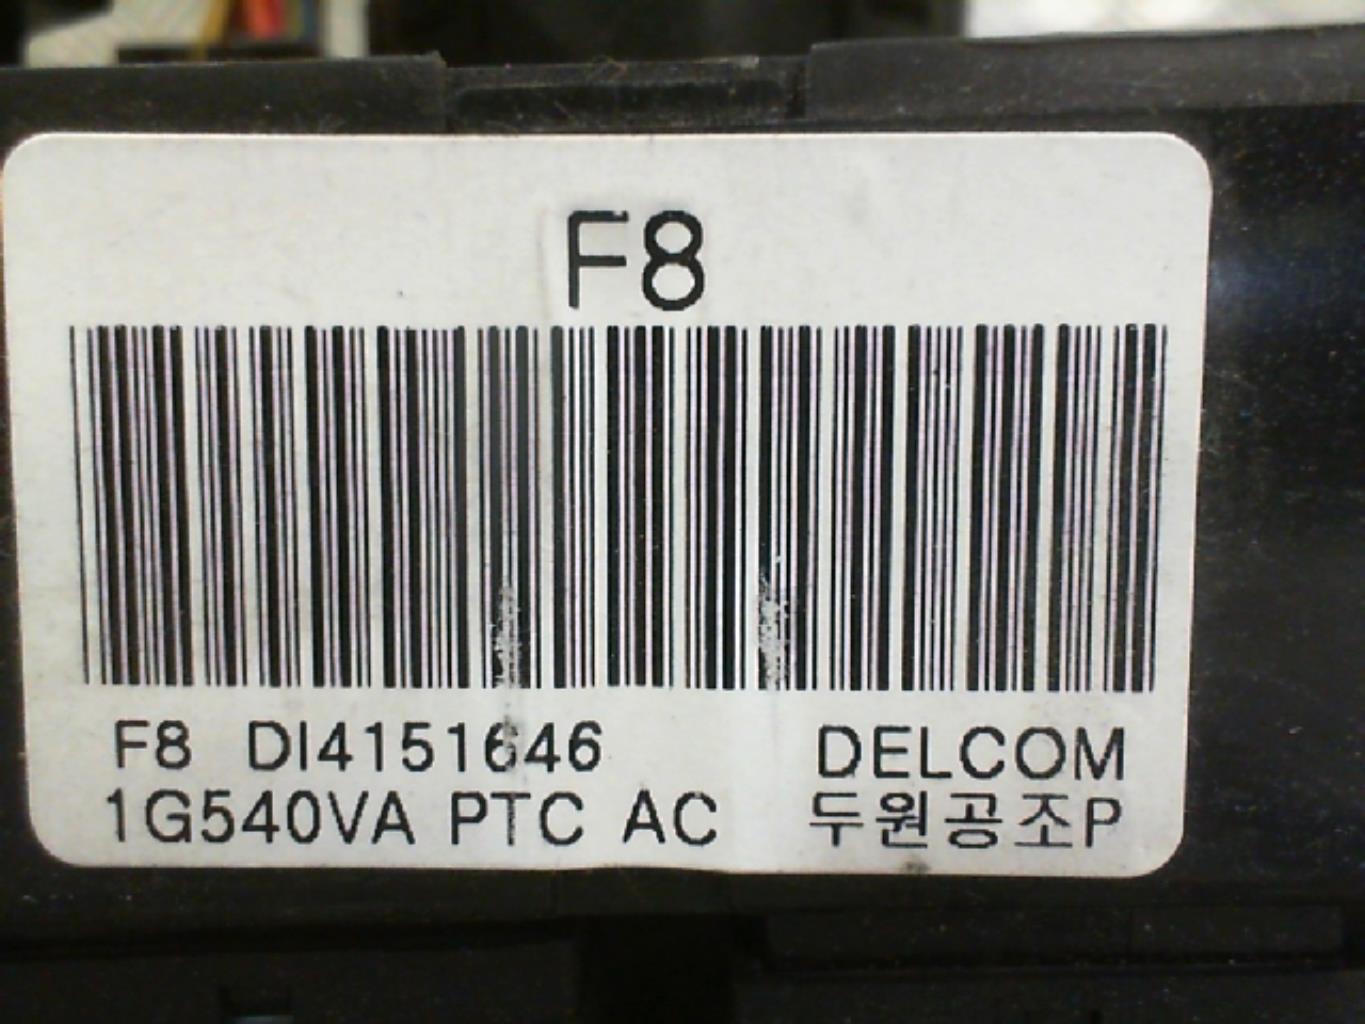 F8
F8 DI4151646 DELCOM
1G540VA PTC AC 두원공조P